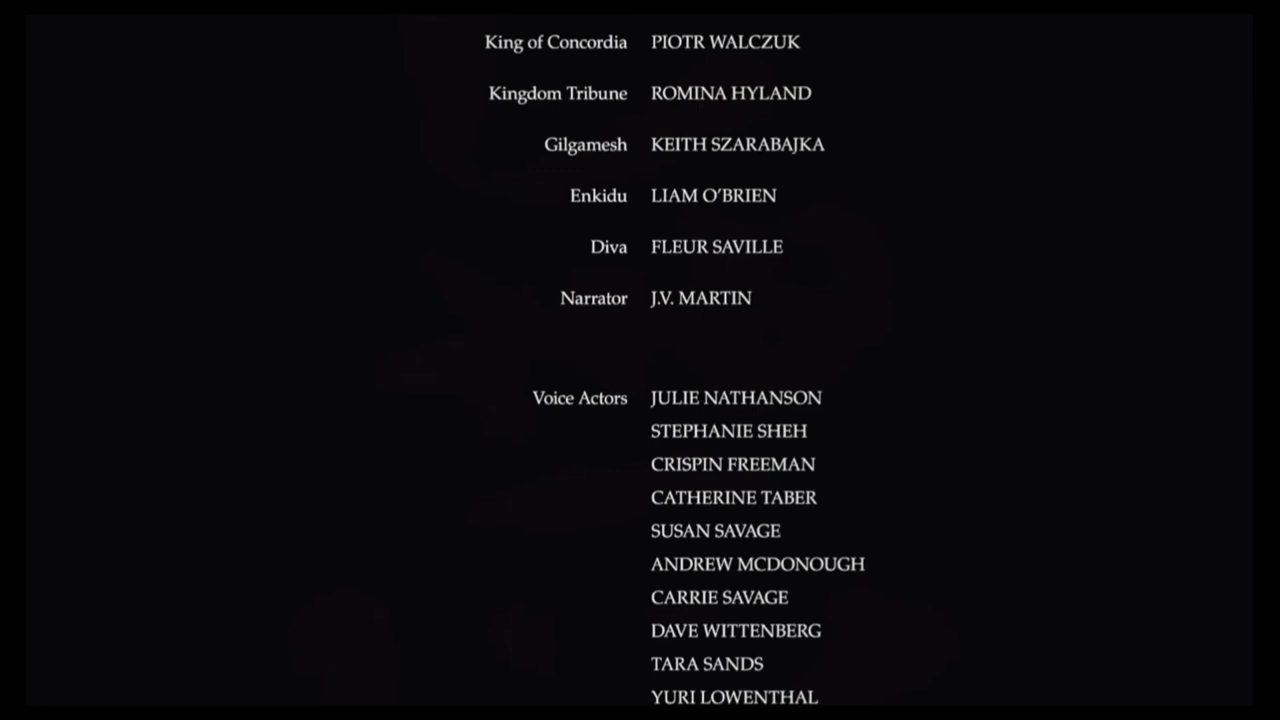 King of Concordia PIOTR WALCZUK
Kingdom Tribune ROMINA HYLAND
Gilgamesh KEITH SZARABAJKA
Enkidu LIAM O'BRIEN
Diva FLEUR SAVILLE
Narrator J.V. MARTIN
Voice Actors JULIE NATHANSON
STEPHANIE SHEH
CRISPIN FREEMAN
CATHERINE TABER
SUSAN SAVAGE
ANDREW MCDONOUGH
CARRIE SAVAGE
DAVE WITTENBERG
TARA SANDS
YURI LOWENTHAL